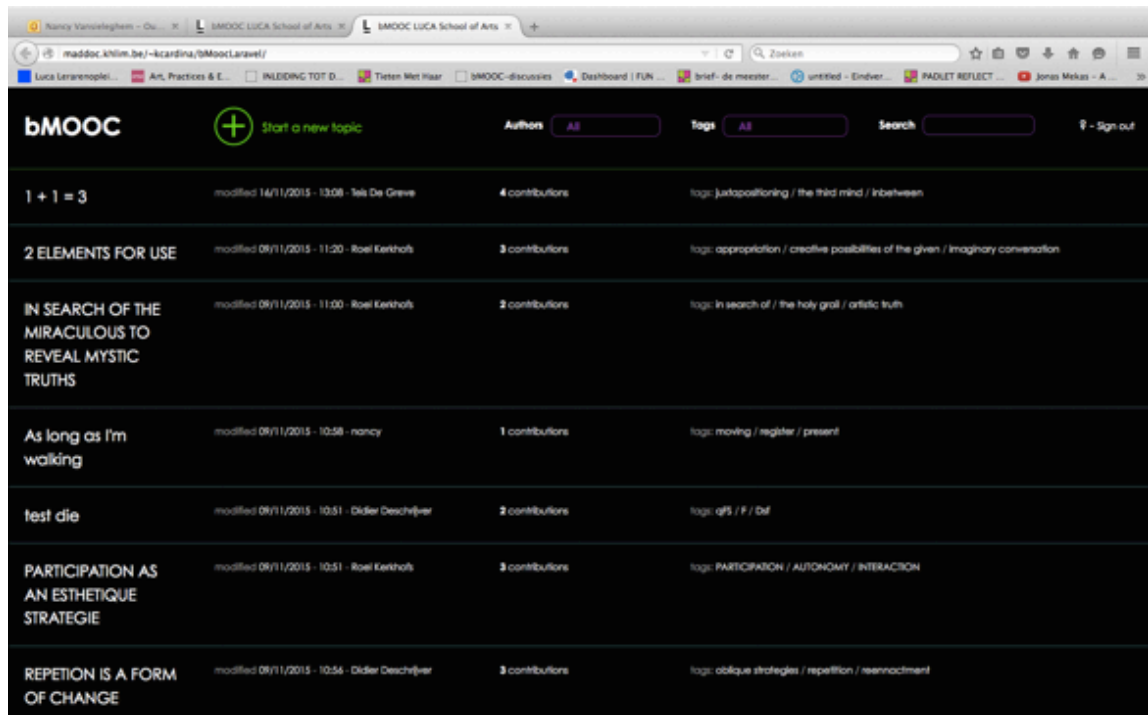 Nancy Vansieleghem - Ou... bMOOC LUCA School of Arts bMOOC LUCA School of Arts
maddoc.khlim.be/~kcardina/bMoocLaravel/ Zoeken
Luca Lerarenoplei... Art, Practices & E... INLEIDING TOT D... Tieten Met Haar bMOOC-discussies Dashboard | FUN ... brief- de meester... untitled - Eindver... PADLET REFLECT ... Jonas Mekas - A ...
bMOOC Start a new topic Authors All Tags All Search ? - Sign out
1 + 1 = 3 modified 16/11/2015 - 13:08 - Teis De Greve 4 contributions tags: juxtapositioning / the third mind / inbetween
2 ELEMENTS FOR USE modified 09/11/2015 - 11:20 - Roel Kerkhofs 3 contributions tags: appropriation / creative possibilities of the given / imaginary conversation
IN SEARCH OF THE modified 09/11/2015 - 11:00 - Roel Kerkhofs 2 contributions tags: in search of / the holy grail / artistic truth
MIRACULOUS TO
REVEAL MYSTIC
TRUTHS
As long as I'm modified 09/11/2015 - 10:58 - nancy 1 contributions tags: moving / register / present
walking
test die modified 09/11/2015 - 10:51 - Didier Deschrijver 2 contributions tags: qFS / F / Dsf
PARTICIPATION AS modified 09/11/2015 - 10:51 - Roel Kerkhofs 3 contributions tags: PARTICIPATION / AUTONOMY / INTERACTION
AN ESTHETIQUE
STRATEGIE
REPETION IS A FORM modified 09/11/2015 - 10:56 - Didier Deschrijver 3 contributions tags: oblique strategies / repetition / reennactment
OF CHANGE